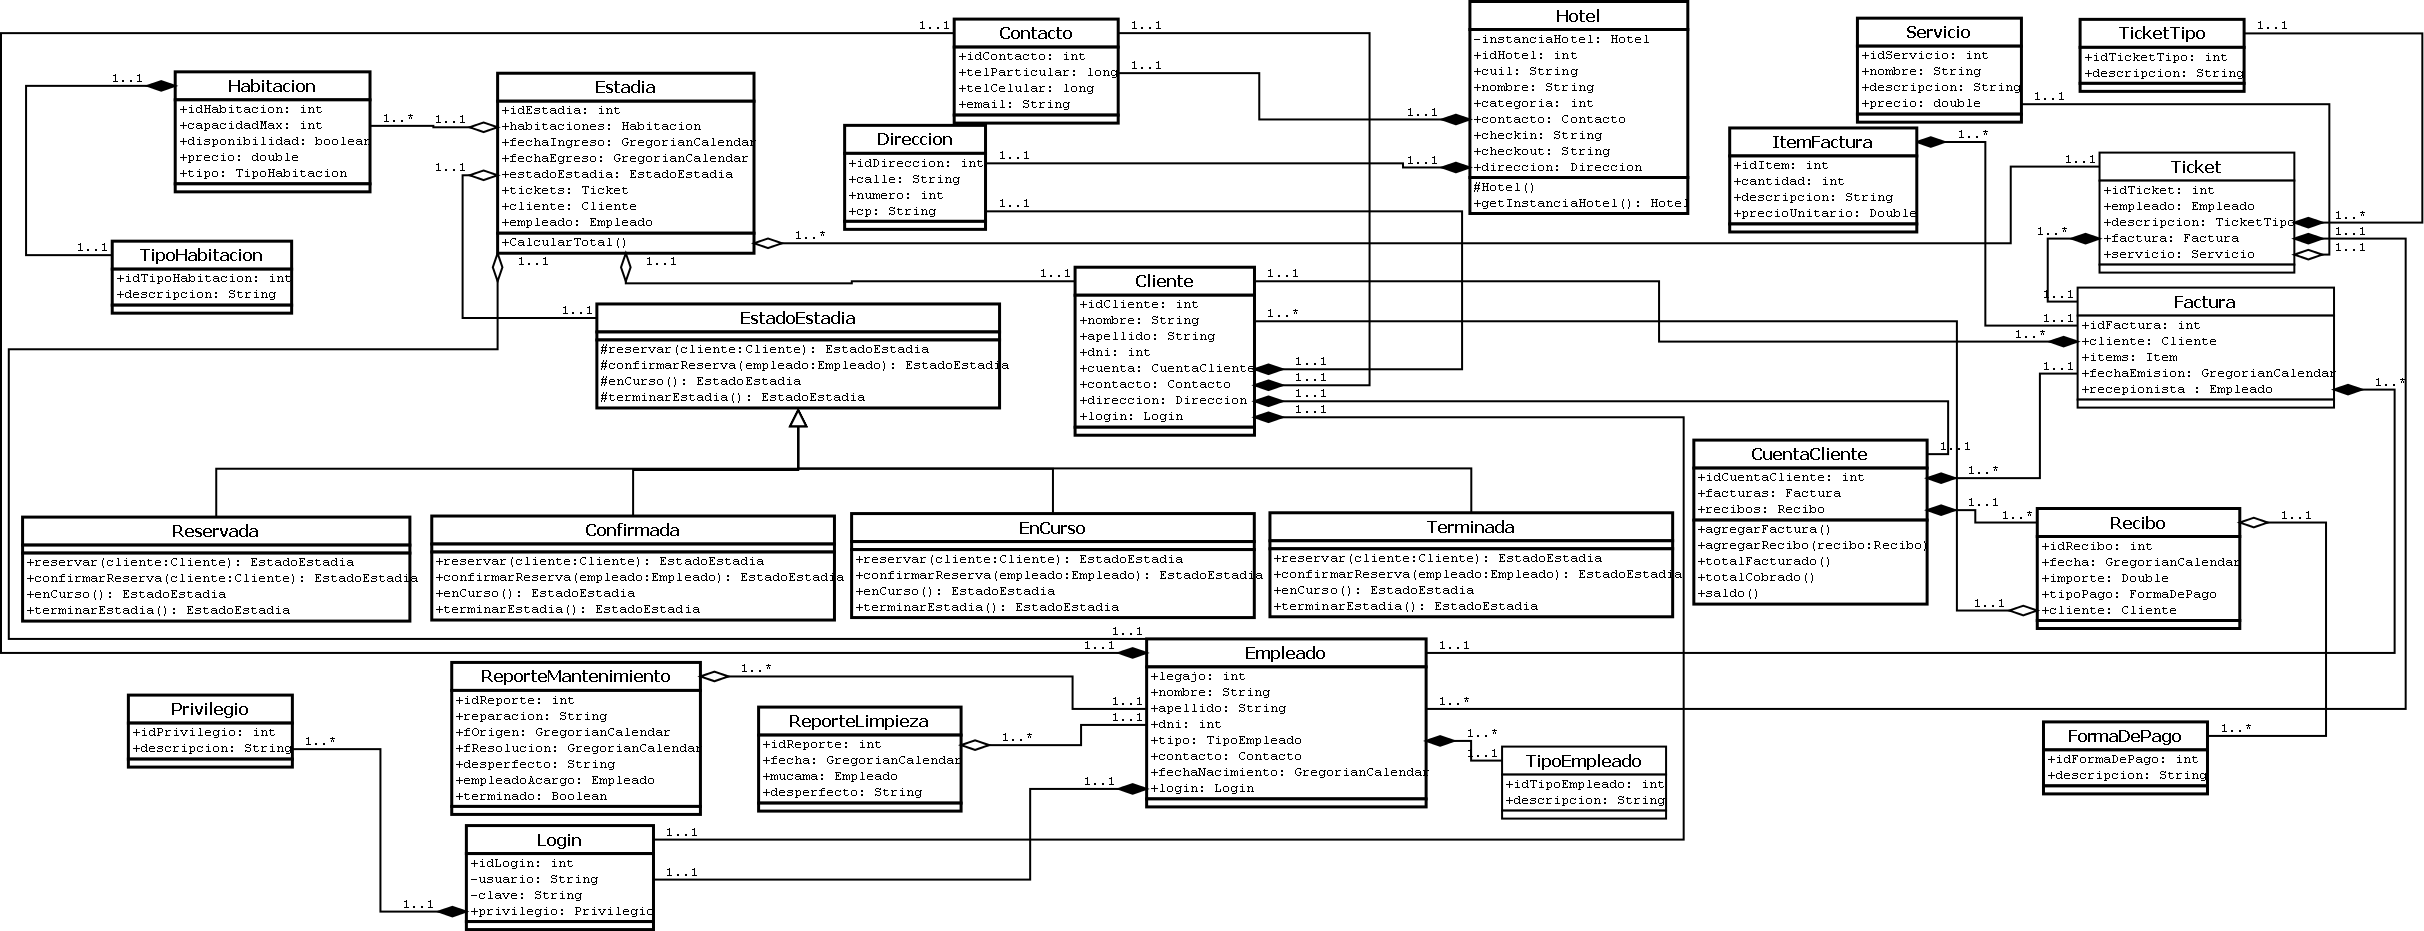 Contacto
+idContacto: int
+telParticular: long
+telCelular: long
+email: String
1..1
1..1
1..1
Hotel
-instanciaHotel: Hotel
+idHotel: int
+cuil: String
+nombre: String
+categoria: int
+contacto: Contacto
+checkin: String
+checkout: String
+direccion: Direccion
#Hotel()
+getInstanciaHotel(): Hotel
1..1
1..1
Servicio
+idServicio: int
+nombre: String
+descripcion: String
+precio: double
1..1
TicketTipo
+idTicketTipo: int
+descripcion: String
1..1
Habitacion
+idHabitacion: int
+capacidadMax: int
+disponibilidad: boolean
+precio: double
+tipo: TipoHabitacion
1..1
1..*
Estadia
+idEstadia: int
+habitaciones: Habitacion
+fechaIngreso: GregorianCalendar
+fechaEgreso: GregorianCalendar
+estadoEstadia: EstadoEstadia
+tickets: Ticket
+cliente: Cliente
+empleado: Empleado
+CalcularTotal()
1..1
1..1
1..*
1..1
1..1
Direccion
+idDireccion: int
+calle: String
+numero: int
+cp: String
1..1
1..1
ItemFactura
+idItem: int
+cantidad: int
+descripcion: String
+precioUnitario: Double
1..*
Ticket
+idTicket: int
+empleado: Empleado
+descripcion: TicketTipo
+factura: Factura
+servicio: Servicio
1..1
1..*
1..*
1..1
1..1
TipoHabitacion
+idTipoHabitacion: int
+descripcion: String
1..1
Cliente
+idCliente: int
+nombre: String
+apellido: String
+dni: int
+cuenta: CuentaCliente
+contacto: Contacto
+direccion: Direccion
+login: Login
1..1
1..1
1..*
1..1
1..1
1..1
1..1
Factura
+idFactura: int
+cliente: Cliente
+items: Item
+fechaEmision: GregorianCalendar
+recepionista : Empleado
1..1
1..1
1..*
1..1
1..*
EstadoEstadia
#reservar(cliente:Cliente): EstadoEstadia
#confirmarReserva(empleado:Empleado): EstadoEstadia
#enCurso(): EstadoEstadia
#terminarEstadia(): EstadoEstadia
1..1
CuentaCliente
+idCuentaCliente: int
+facturas: Factura
+recibos: Recibo
+agregarFactura()
+agregarRecibo(recibo:Recibo)
+totalFacturado()
+totalCobrado()
+saldo()
1..1
1..*
1..1
Reservada
+reservar(cliente:Cliente): EstadoEstadia
+confirmarReserva(cliente:Cliente): EstadoEstadia
+enCurso(): EstadoEstadia
+terminarEstadia(): EstadoEstadia
Confirmada
+reservar(cliente:Cliente): EstadoEstadia
+confirmarReserva(empleado:Empleado): EstadoEstadia
+enCurso(): EstadoEstadia
+terminarEstadia(): EstadoEstadia
EnCurso
+reservar(cliente:Cliente): EstadoEstadia
+confirmarReserva(empleado:Empleado): EstadoEstadia
+enCurso(): EstadoEstadia
+terminarEstadia(): EstadoEstadia
Terminada
+reservar(cliente:Cliente): EstadoEstadia
+confirmarReserva(empleado:Empleado): EstadoEstadia
+enCurso(): EstadoEstadia
+terminarEstadia(): EstadoEstadia
Recibo
+idRecibo: int
+fecha: GregorianCalendar
+importe: Double
+tipoPago: FormaDePago
+cliente: Cliente
1..*
1..1
1..1
Empleado
+legajo: int
+nombre: String
+apellido: String
+dni: int
+tipo: TipoEmpleado
+contacto: Contacto
+fechaNacimiento: GregorianCalendar
+login: Login
1..1
1..1
1..1
1..1
1..1
1..1
1..*
1..*
ReporteMantenimiento
+idReporte: int
+reparacion: String
+fOrigen: GregorianCalendar
+fResolucion: GregorianCalendar
+desperfecto: String
+empleadoAcargo: Empleado
+terminado: Boolean
1..*
Privilegio
+idPrivilegio: int
+descripcion: String
1..*
ReporteLimpieza
+idReporte: int
+fecha: GregorianCalendar
+mucama: Empleado
+desperfecto: String
1..*
TipoEmpleado
+idTipoEmpleado: int
+descripcion: String
1..1
FormaDePago
+idFormaDePago: int
+descripcion: String
1..*
Login
+idLogin: int
-usuario: String
-clave: String
+privilegio: Privilegio
1..1
1..1
1..1